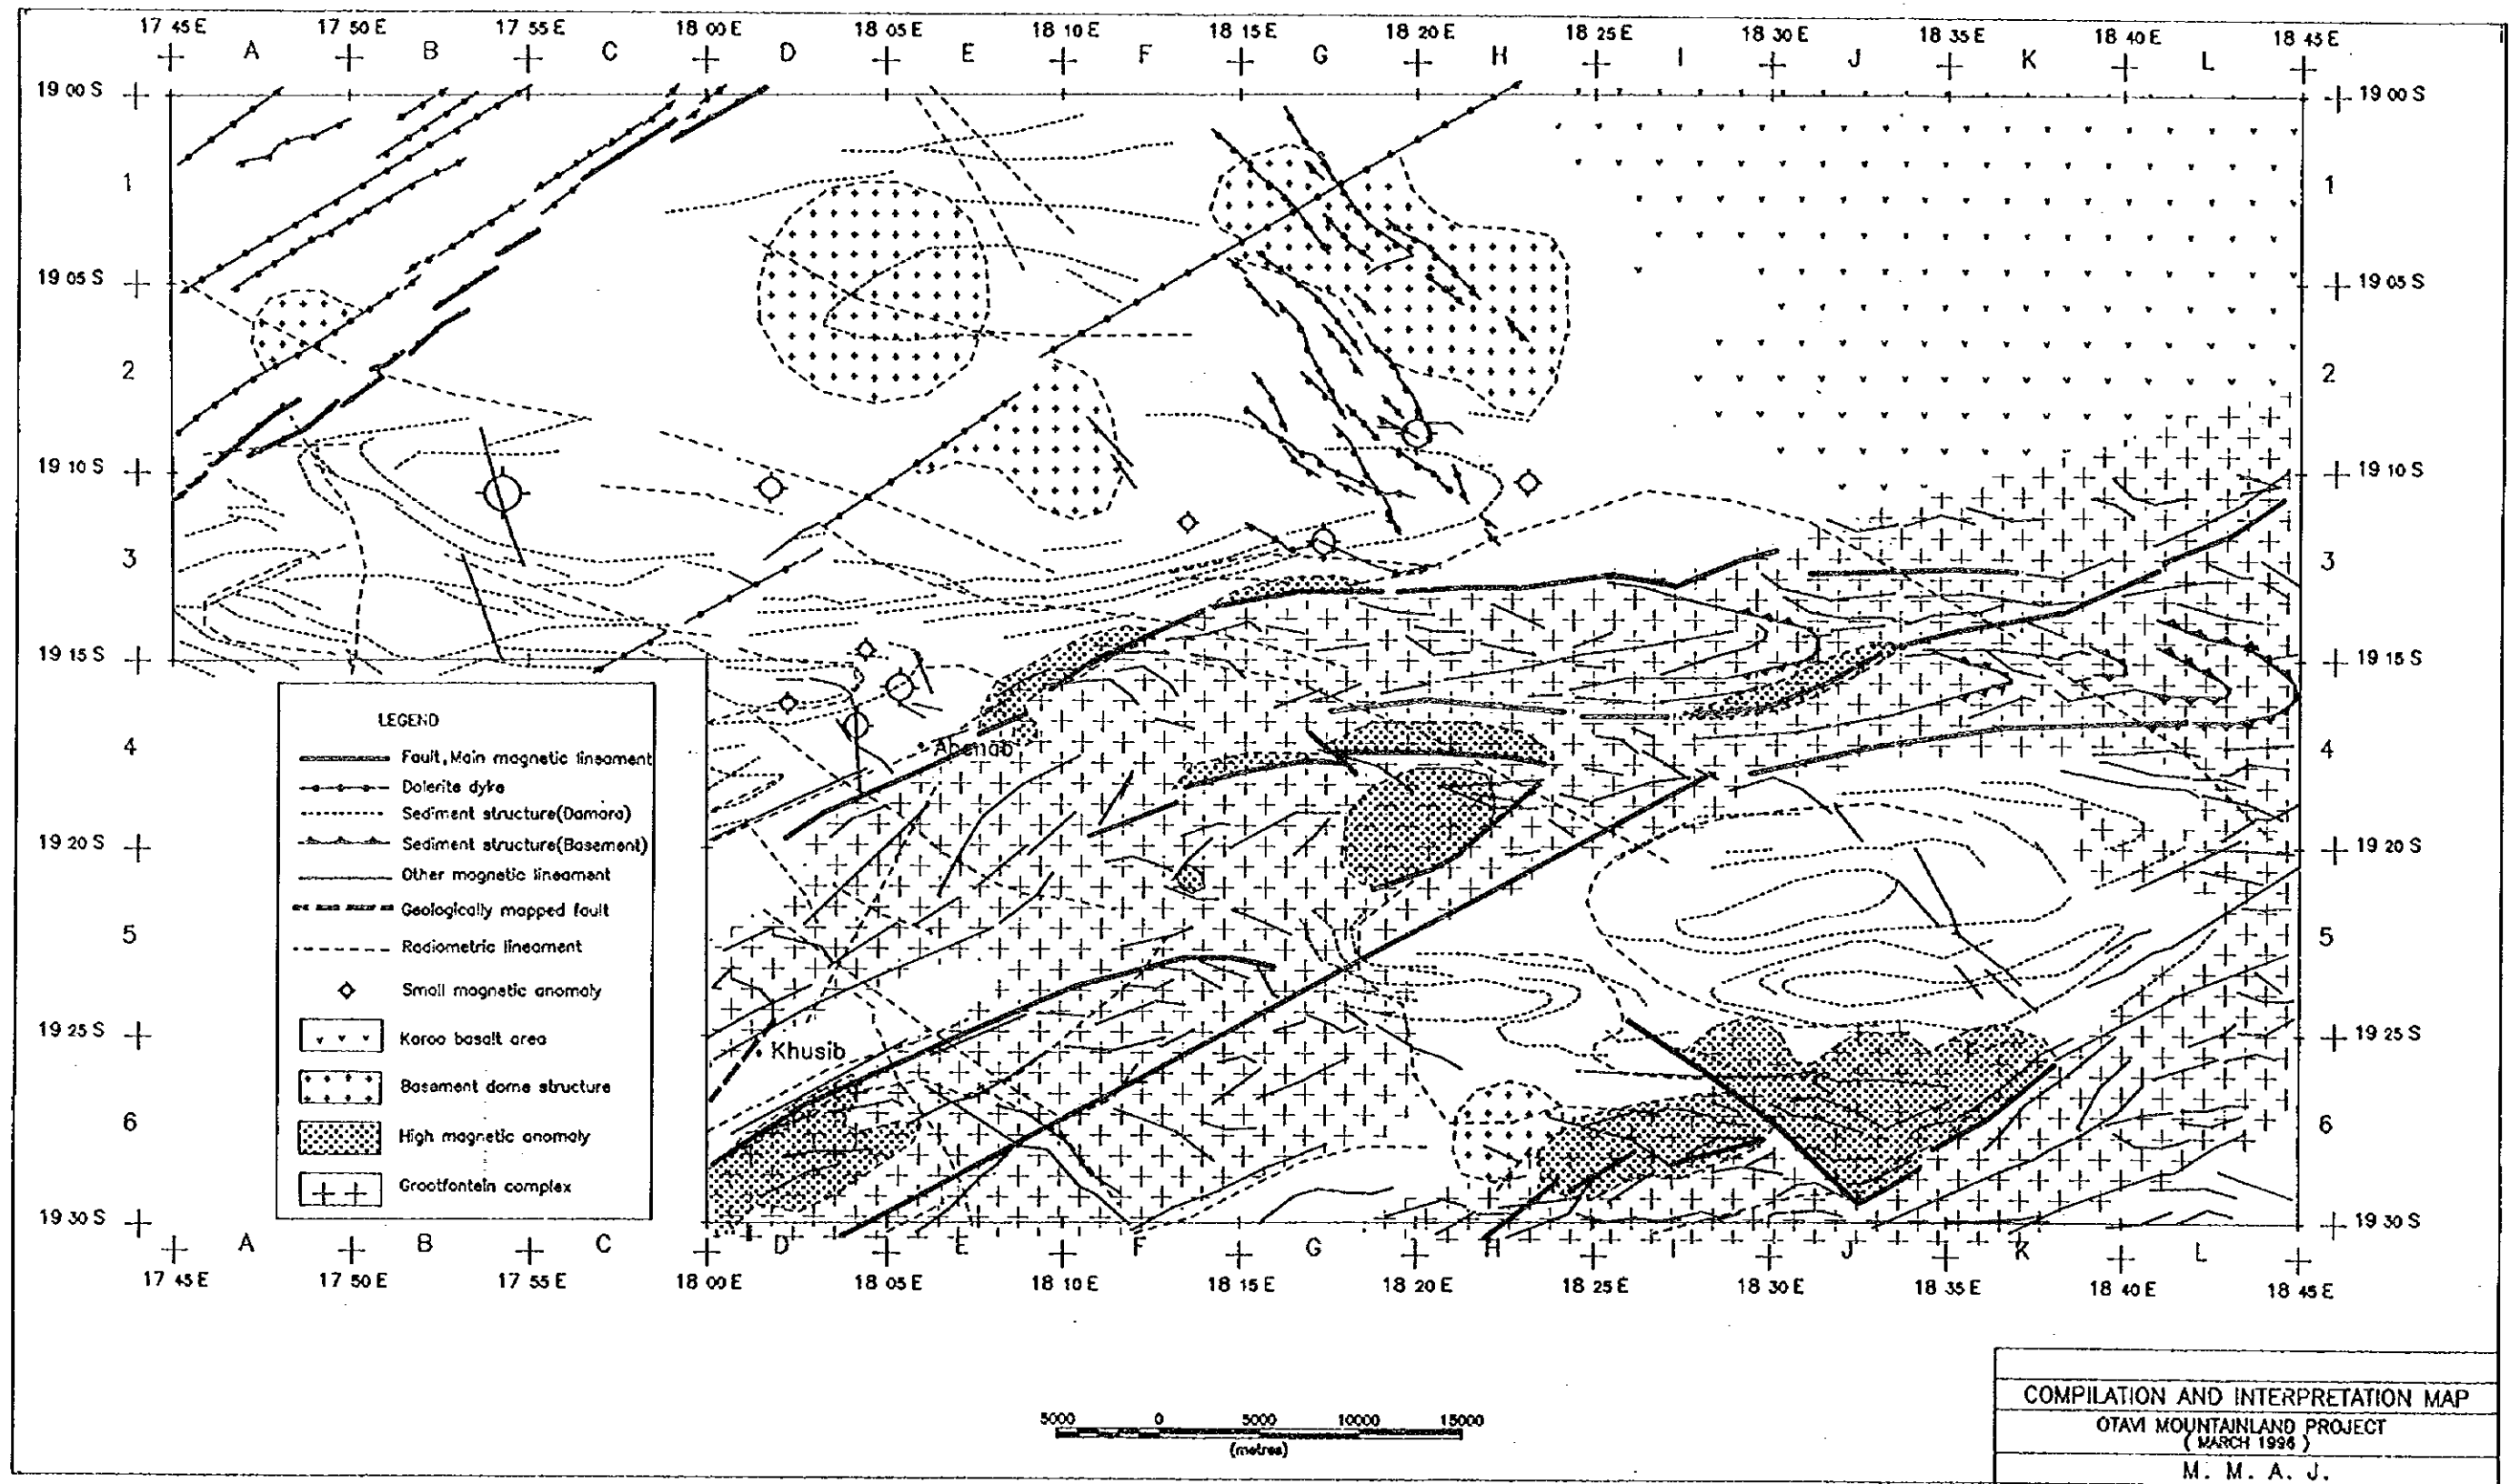 17 45 E 17 50 E 17 55 E 18 00 E 18 05 E 18 10 E 18 15 E 18 20 E 18 25 E 18 30 E 18 35 E 18 40 E 18 45 E
A B C D E F G H I J K L
19 00 S 19 00 S
1 1
19 05 S 19 05 S
2 2
19 10 S 19 10 S
3 3
19 15 S 19 15 S
LEGEND
Fault, Main magnetic lineament
Dolerite dyke
Sediment structure(Damara)
Sediment structure(Basement)
Other magnetic lineament
Geologically mapped fault
Radiometric lineament
Small magnetic anomaly
Karoo basalt area
Basement dome structure
High magnetic anomaly
Grootfontein complex
4 4
Abenab
19 20 S 19 20 S
5 5
19 25 S 19 25 S
Khusib
6 6
19 30 S 19 30 S
A B C D E F G H I J K L
17 45 E 17 50 E 17 55 E 18 00 E 18 05 E 18 10 E 18 15 E 18 20 E 18 25 E 18 30 E 18 35 E 18 40 E 18 45 E
5000 0 5000 10000 15000
(metres)
COMPILATION AND INTERPRETATION MAP
OTAVI MOUNTAINLAND PROJECT
( MARCH 1996 )
M. M. A. J.